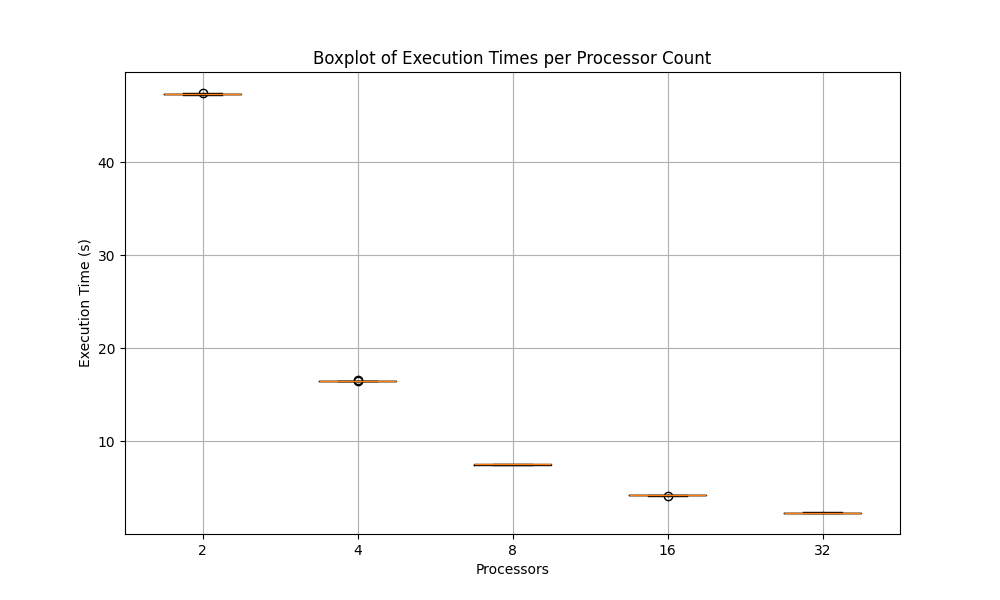 Boxplot of Execution Times per Processor Count
Execution Time (s)
40
30
20
10
2 4 8 16 32
Processors